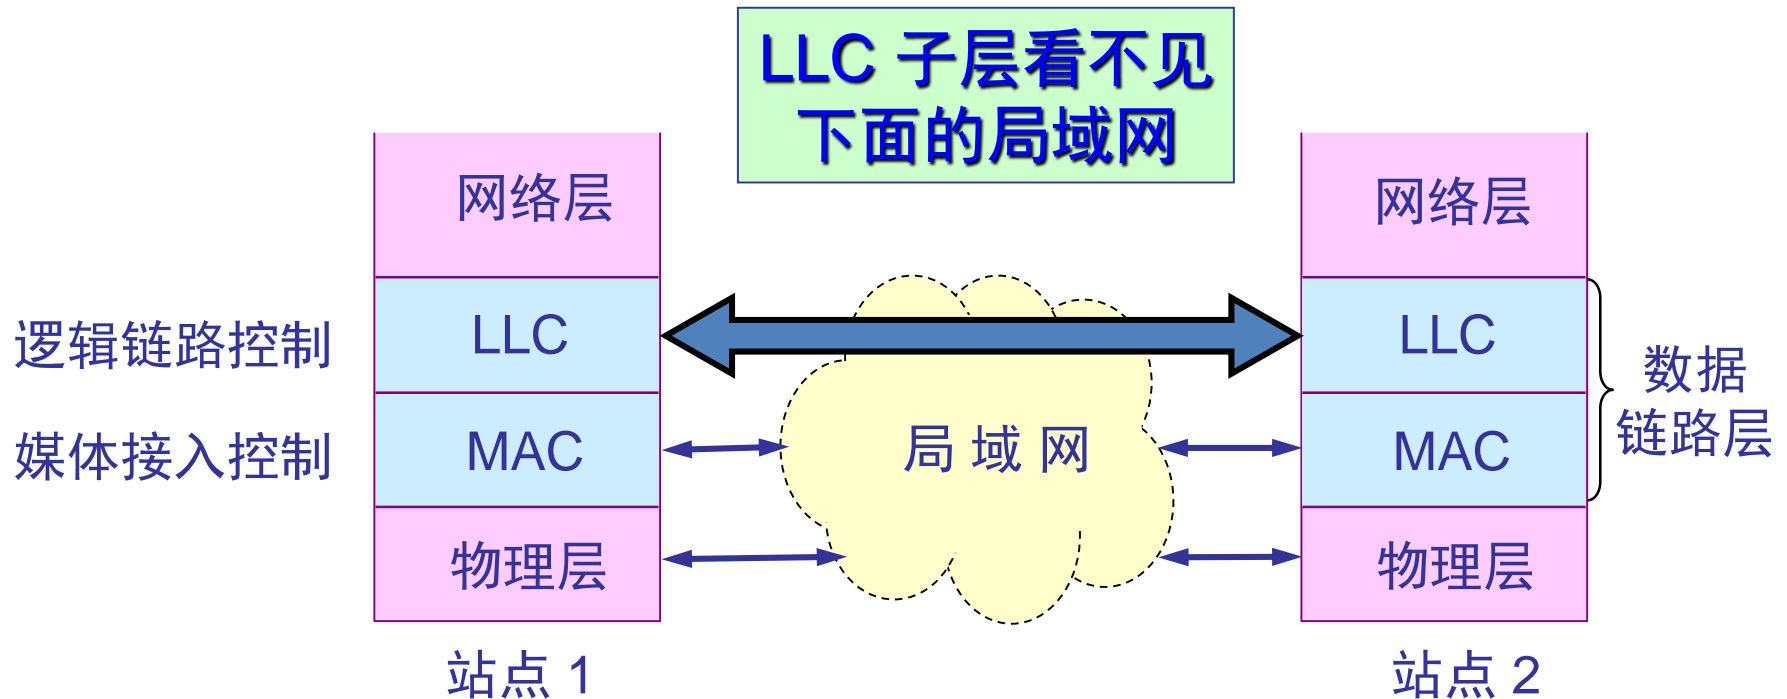 LLC 子层看不见
下面的局域网
网络层
网络层
逻辑链路控制
LLC
LLC
数据
链路层
媒体接入控制
MAC
局 域 网
MAC
物理层
物理层
站点 1
站点 2